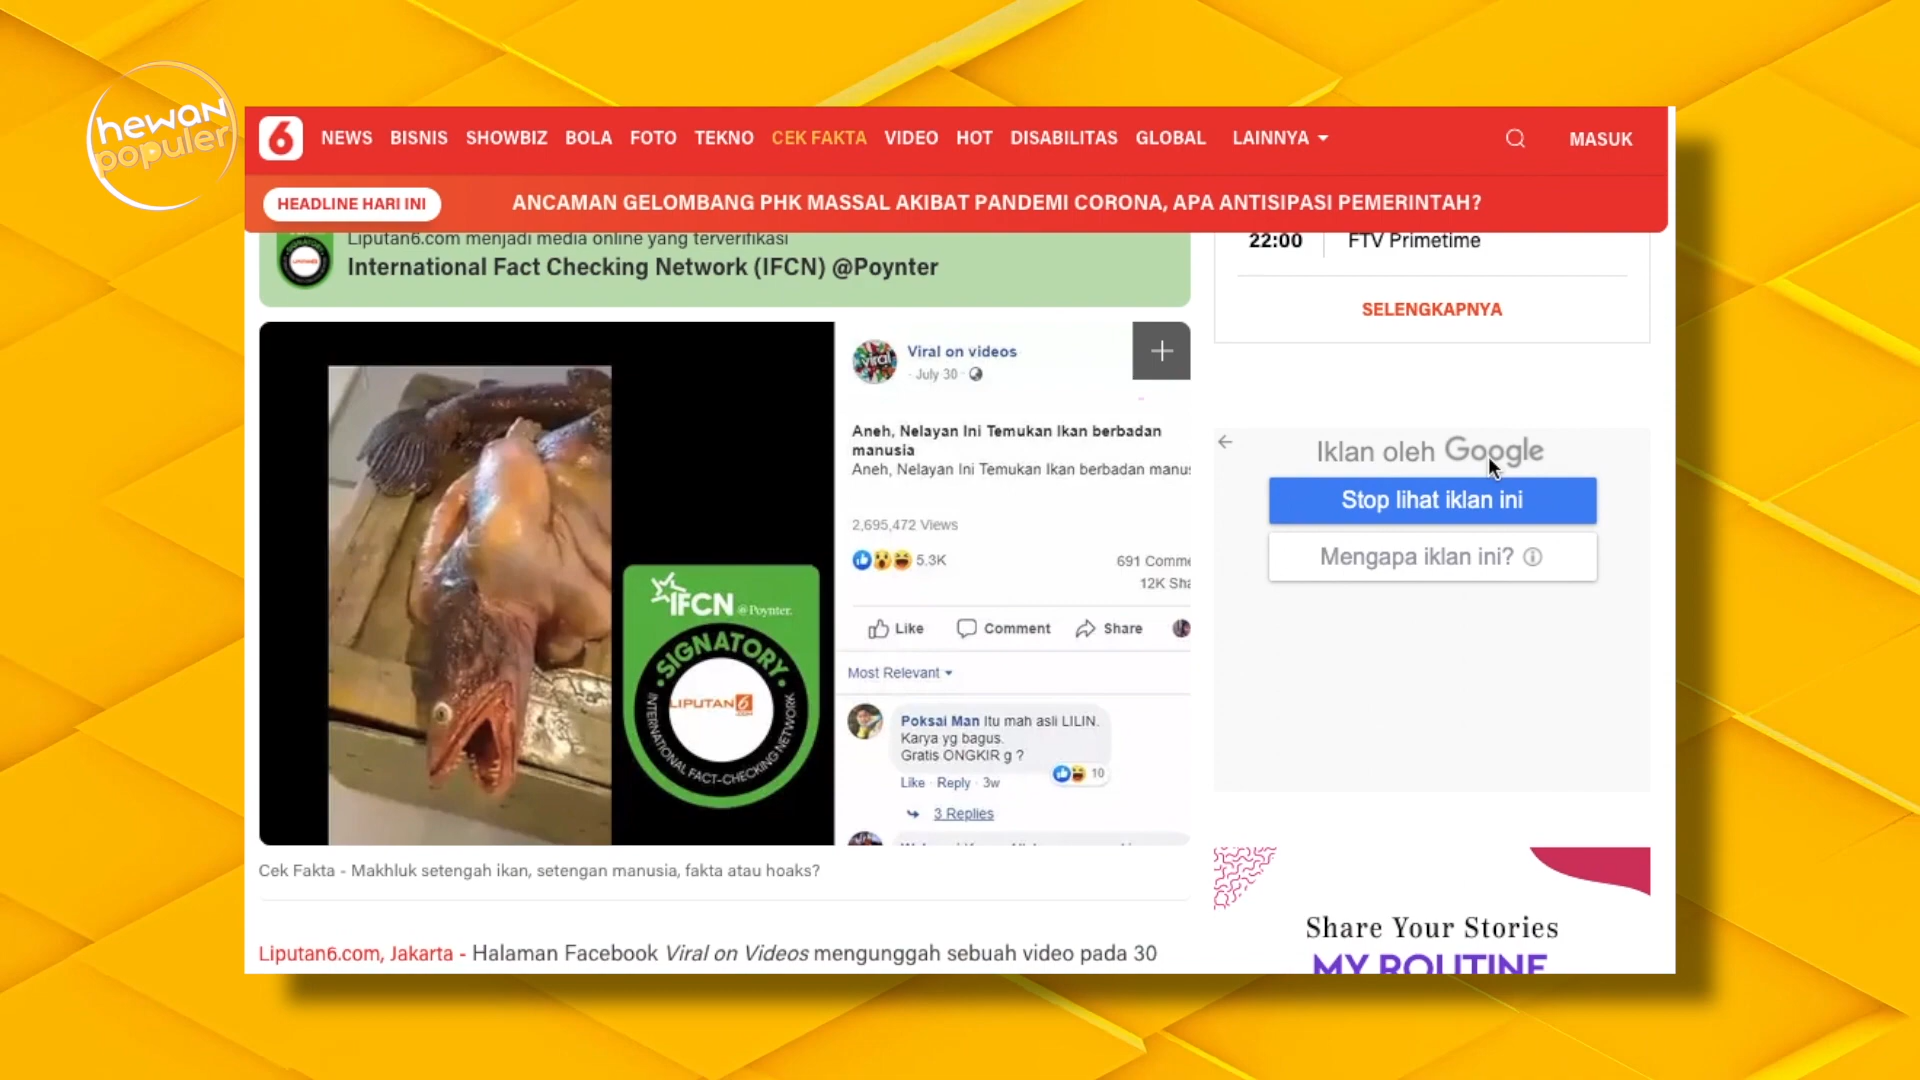 hewan
populer
6
NEWS BISNIS SHOWBIZ BOLA FOTO TEKNO CEK FAKTA VIDEO HOT DISABILITAS GLOBAL LAINNYA
MASUK
HEADLINE HARI INI
ANCAMAN GELOMBANG PHK MASSAL AKIBAT PANDEMI CORONA, APA ANTISIPASI PEMERINTAH?
Liputan6.com menjadi media online yang terverifikasi
International Fact Checking Network (IFCN) @Poynter
22:00 FTV Primetime
SELENGKAPNYA
viral
Viral on videos
· July 30 ·
Aneh, Nelayan Ini Temukan Ikan berbadan
manusia
Aneh, Nelayan Ini Temukan Ikan berbadan manus
2,695,472 Views
5.3K
691 Comme
12K Sha
Like Comment Share
Most Relevant
Poksai Man Itu mah asli LILIN.
Karya yg bagus.
Gratis ONGKIR g ?
10
Like · Reply · 3w
3 Replies
IFCN @Poynter.
SIGNATORY
LIPUTAN6
.COM
INTERNATIONAL FACT-CHECKING NETWORK
Iklan oleh Google
Stop lihat iklan ini
Mengapa iklan ini?
Cek Fakta - Makhluk setengah ikan, setengan manusia, fakta atau hoaks?
Liputan6.com, Jakarta - Halaman Facebook Viral on Videos mengunggah sebuah video pada 30
Share Your Stories
MY ROUTINE